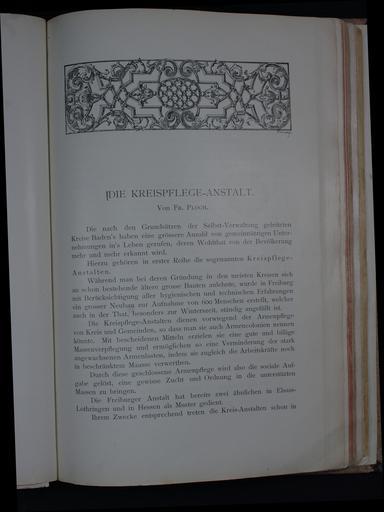 DIE KREISPFLEGE-ANSTALT.
Von Fr. Ploch.
Die nach den Grundsätzen der Selbst-Verwaltung geleiteten
Kreise Baden's haben eine grössere Anzahl von gemeinnützigen Unter-
nehmungen in's Leben gerufen, deren Wohlthat von der Bevölkerung
mehr und mehr erkannt wird.
Hierzu gehören in erster Reihe die sogenannten Kreispflege-
Anstalten.
Während man bei deren Gründung in den meisten Kreisen sich
an schon bestehende ältere grosse Bauten anlehnte, wurde in Freiburg
mit Berücksichtigung aller hygienischen und technischen Erfahrungen
ein grosser Neubau zur Aufnahme von 600 Menschen erstellt, welcher
auch in der That, besonders zur Winterszeit, ständig angefüllt ist.
Die Kreispflege-Anstalten dienen vorwiegend der Armenpflege
von Kreis und Gemeinden, so dass man sie auch Armencolonien nennen
könnte. Mit bescheidenen Mitteln erzielen sie eine gute und billige
Massenverpflegung und ermöglichen so eine Verminderung der stark
angewachsenen Armenlasten, indem sie zugleich die Arbeitskräfte noch
in beschränktem Maasse verwerthen.
Durch diese geschlossene Armenpflege wird also die soziale Auf-
gabe gelöst, eine gewisse Zucht und Ordnung in die unterstützten
Massen zu bringen.
Die Freiburger Anstalt hat bereits zwei ähnlichen in Elsass-
Lothringen und in Hessen als Muster gedient.
Ihrem Zwecke entsprechend treten die Kreis-Anstalten schon in